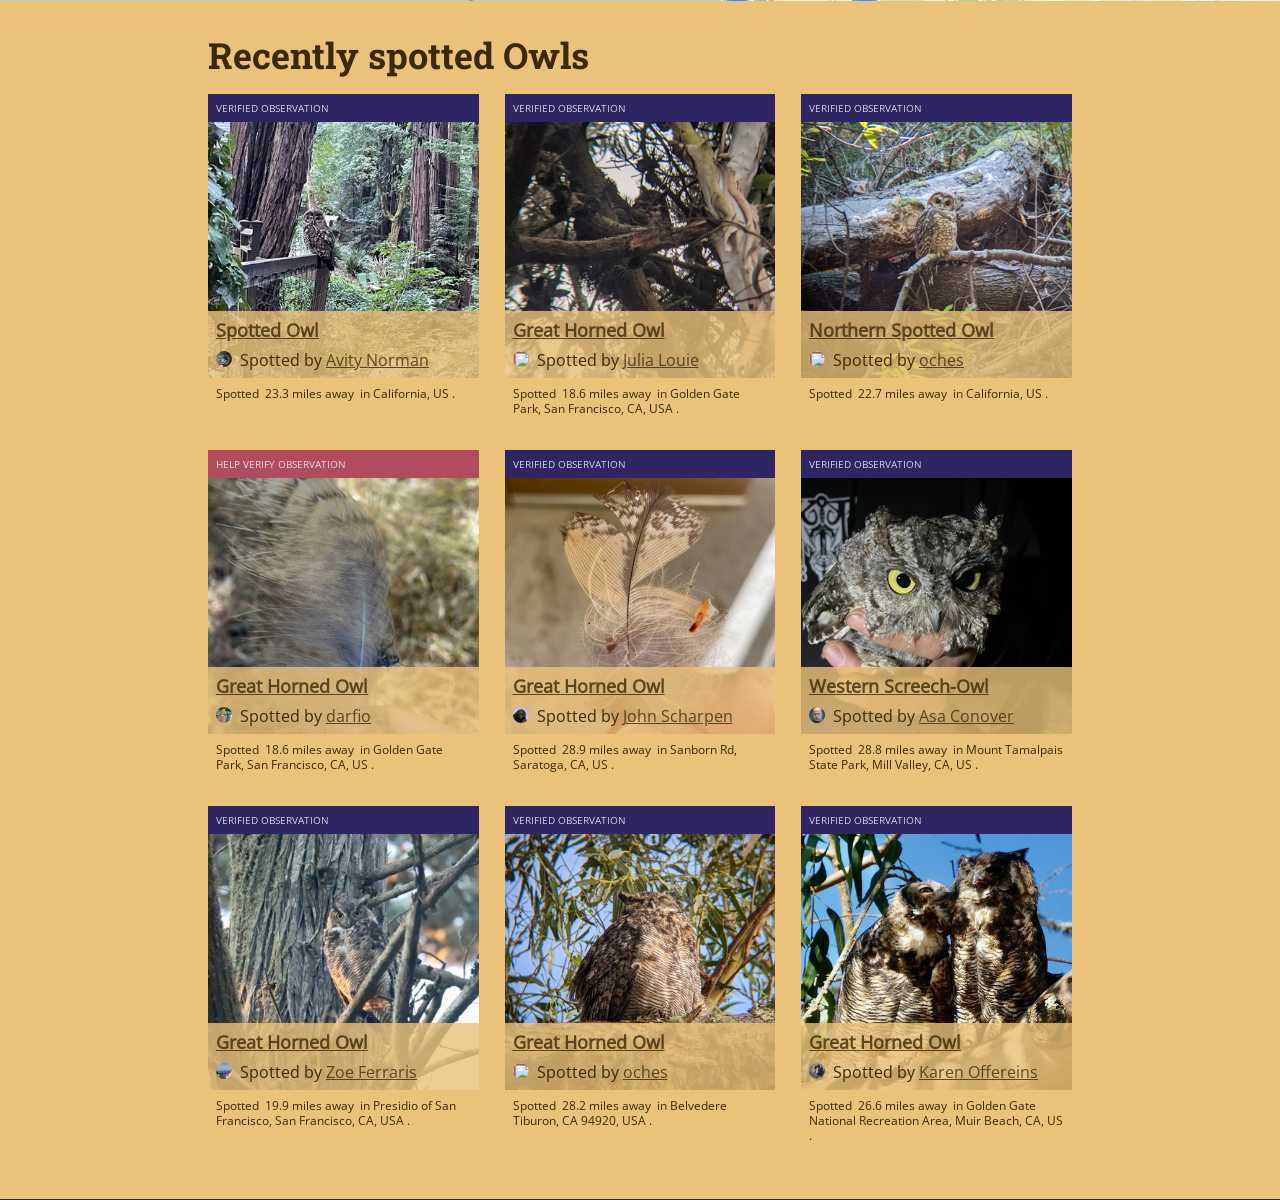 Recently spotted Owls
VERIFIED OBSERVATION
Spotted Owl
Spotted by Avity Norman
Spotted 23.3 miles away in California, US .
VERIFIED OBSERVATION
Great Horned Owl
Spotted by Julia Louie
Spotted 18.6 miles away in Golden Gate
Park, San Francisco, CA, USA .
VERIFIED OBSERVATION
Northern Spotted Owl
Spotted by oches
Spotted 22.7 miles away in California, US .
HELP VERIFY OBSERVATION
Great Horned Owl
Spotted by darfio
Spotted 18.6 miles away in Golden Gate
Park, San Francisco, CA, US .
VERIFIED OBSERVATION
Great Horned Owl
Spotted by John Scharpen
Spotted 28.9 miles away in Sanborn Rd,
Saratoga, CA, US .
VERIFIED OBSERVATION
Western Screech-Owl
Spotted by Asa Conover
Spotted 28.8 miles away in Mount Tamalpais
State Park, Mill Valley, CA, US .
VERIFIED OBSERVATION
Great Horned Owl
Spotted by Zoe Ferraris
Spotted 19.9 miles away in Presidio of San
Francisco, San Francisco, CA, USA .
VERIFIED OBSERVATION
Great Horned Owl
Spotted by oches
Spotted 28.2 miles away in Belvedere
Tiburon, CA 94920, USA .
VERIFIED OBSERVATION
Great Horned Owl
Spotted by Karen Offereins
Spotted 26.6 miles away in Golden Gate
National Recreation Area, Muir Beach, CA, US
.